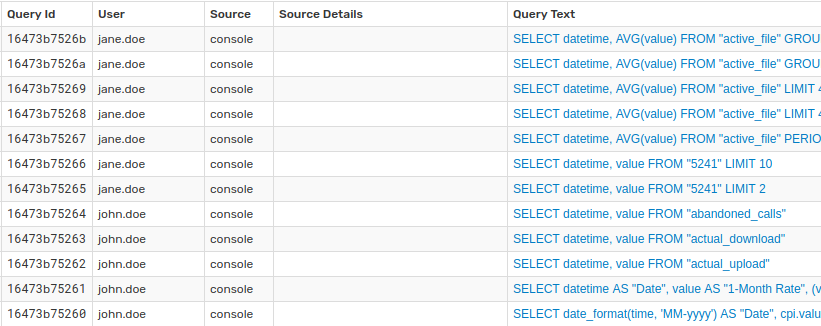 Query Id User Source Source Details Query Text
16473b7526b jane.doe console SELECT datetime, AVG(value) FROM "active_file" GROU
16473b7526a jane.doe console SELECT datetime, AVG(value) FROM "active_file" GROU
16473b75269 jane.doe console SELECT datetime, AVG(value) FROM "active_file" LIMIT 4
16473b75268 jane.doe console SELECT datetime, AVG(value) FROM "active_file" LIMIT 4
16473b75267 jane.doe console SELECT datetime, AVG(value) FROM "active_file" PERIO
16473b75266 jane.doe console SELECT datetime, value FROM "5241" LIMIT 10
16473b75265 jane.doe console SELECT datetime, value FROM "5241" LIMIT 2
16473b75264 john.doe console SELECT datetime, value FROM "abandoned_calls"
16473b75263 john.doe console SELECT datetime, value FROM "actual_download"
16473b75262 john.doe console SELECT datetime, value FROM "actual_upload"
16473b75261 john.doe console SELECT datetime AS "Date", value AS "1-Month Rate", (v
16473b75260 john.doe console SELECT date_format(time, 'MM-yyyy') AS "Date", cpi.valu